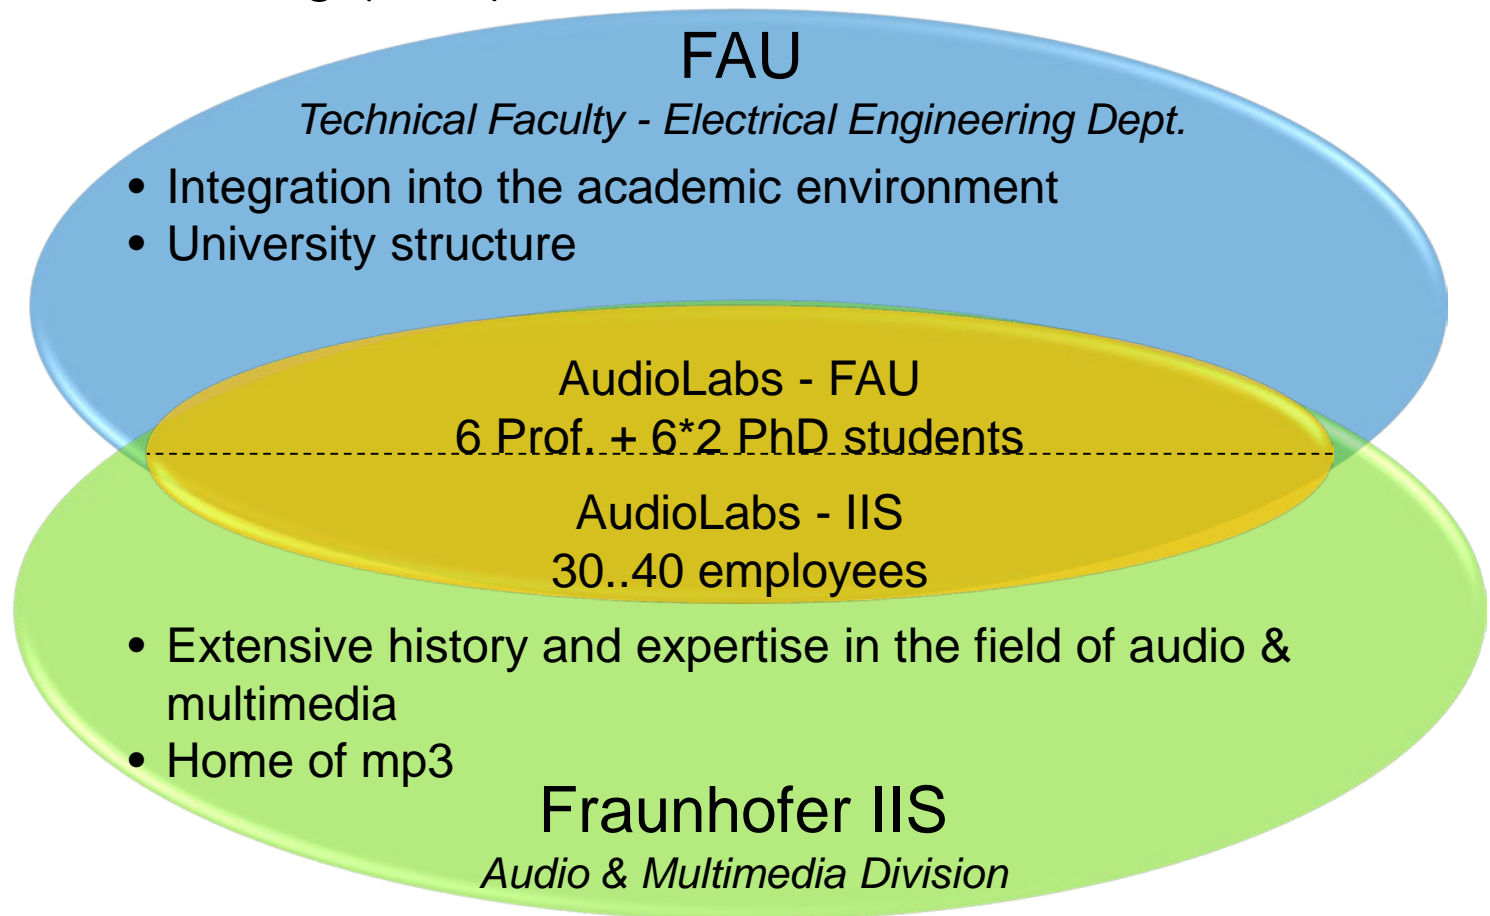 FAU
Technical Faculty - Electrical Engineering Dept.
• Integration into the academic environment
• University structure
AudioLabs - FAU
6 Prof. + 6*2 PhD students
AudioLabs - IIS
30..40 employees
• Extensive history and expertise in the field of audio &
multimedia
• Home of mp3
Fraunhofer IIS
Audio & Multimedia Division